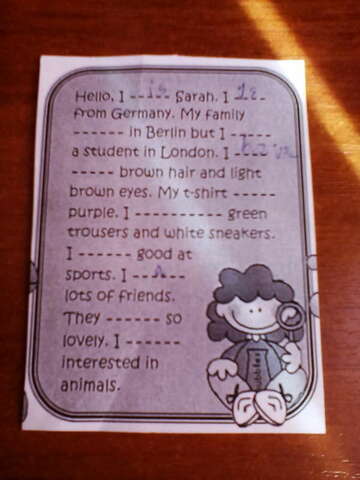 Hello, I --is-- Sarah. I ----
from Germany. My family
------ in Berlin but I -----
a student in London. I ----
----- brown hair and light
brown eyes. My t-shirt -----
purple. I ---------- green
trousers and white sneakers.
I ------ good at
sports. I ------
lots of friends.
They ------ so
lovely. I -------
interested in
animals.
Bubbles